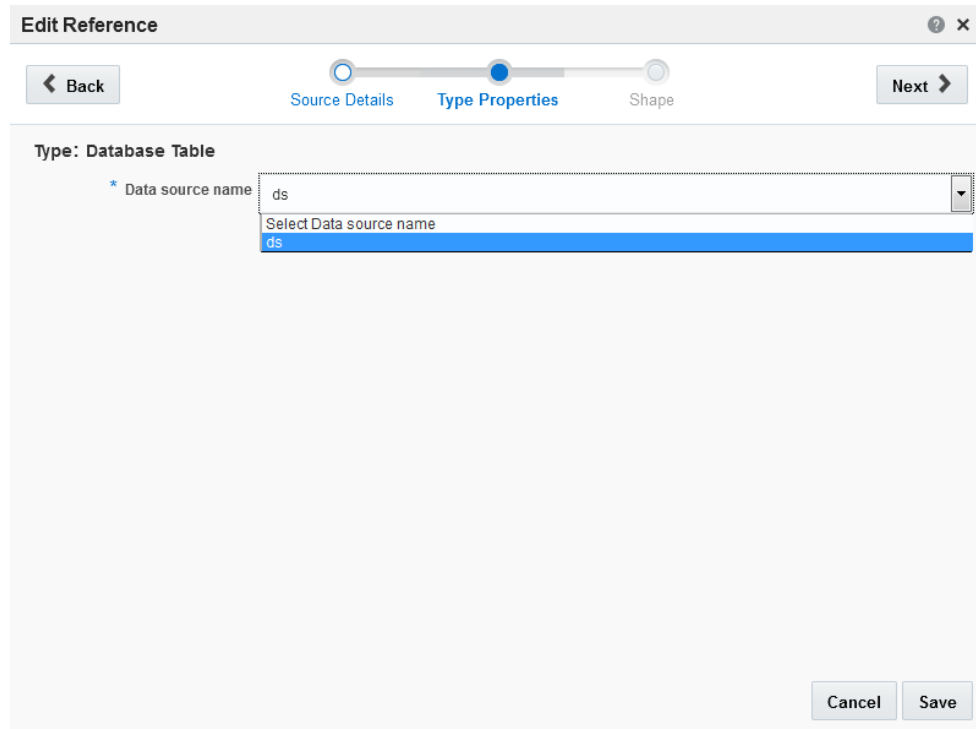 Edit Reference
Back
Next
Source Details
Type Properties
Shape
Type: Database Table
* Data source name
ds
Select Data source name
ds
Cancel
Save